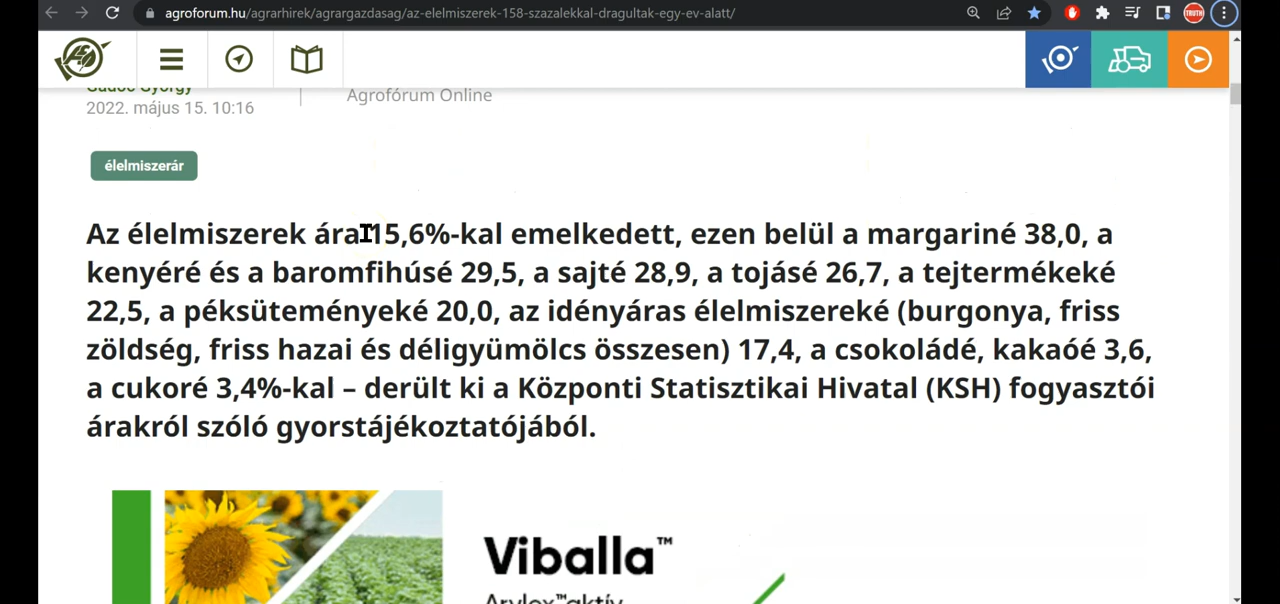 agroforum.hu/agrarhirek/agrargazdasag/az-elelmiszerek-158-szazalekkal-dragultak-egy-ev-alatt/
TRUTH
Gudoc György
2022. május 15. 10:16
Agrofórum Online
élelmiszerár
Az élelmiszerek ára 15,6%-kal emelkedett, ezen belül a margariné 38,0, a
kenyéré és a baromfihúsé 29,5, a sajté 28,9, a tojásé 26,7, a tejtermékeké
22,5, a péksüteményeké 20,0, az idényáras élelmiszereké (burgonya, friss
zöldség, friss hazai és déligyümölcs összesen) 17,4, a csokoládé, kakaóé 3,6,
a cukoré 3,4%-kal – derült ki a Központi Statisztikai Hivatal (KSH) fogyasztói
árakról szóló gyorstájékoztatójából.
Viballa™
Arylex™aktív